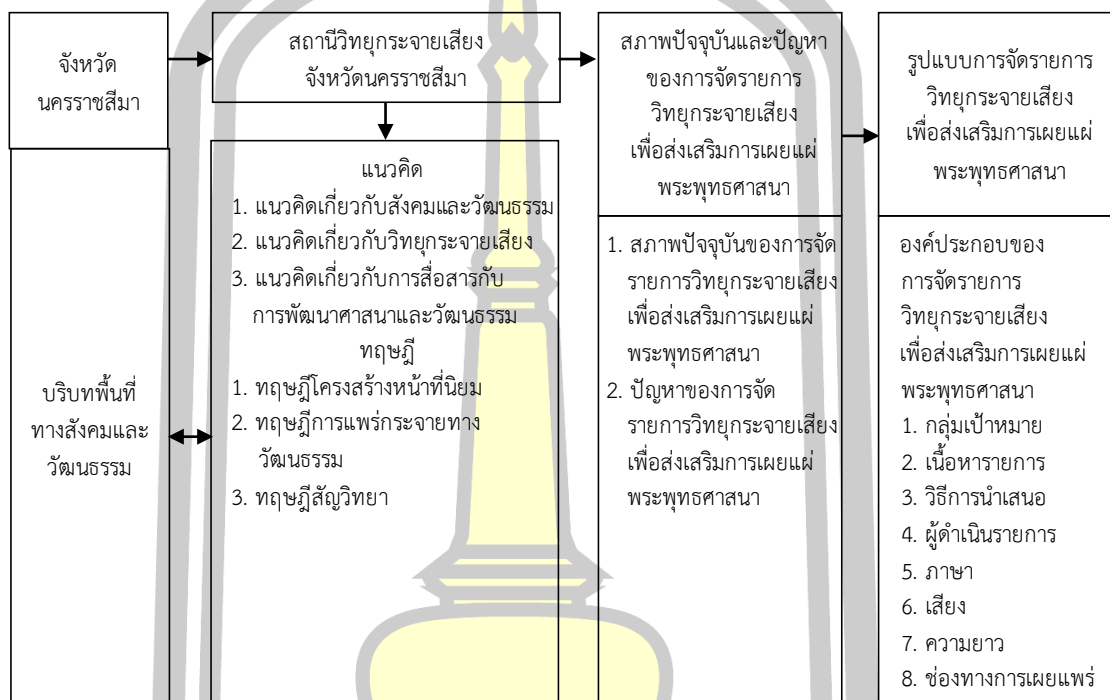 จังหวัด
นครราชสีมา
สถานีวิทยุกระจายเสียง
จังหวัดนครราชสีมา
สภาพปัจจุบันและปัญหา
ของการจัดรายการ
วิทยุกระจายเสียง
เพื่อส่งเสริมการเผยแผ่
พระพุทธศาสนา
รูปแบบการจัดรายการ
วิทยุกระจายเสียง
เพื่อส่งเสริมการเผยแผ่
พระพุทธศาสนา
บริบทพื้นที่
ทางสังคมและ
วัฒนธรรม
แนวคิด
1. แนวคิดเกี่ยวกับสังคมและวัฒนธรรม
2. แนวคิดเกี่ยวกับวิทยุกระจายเสียง
3. แนวคิดเกี่ยวกับการสื่อสารกับ
การพัฒนาศาสนาและวัฒนธรรม
ทฤษฎี
1. ทฤษฎีโครงสร้างหน้าที่นิยม
2. ทฤษฎีการแพร่กระจายทาง
วัฒนธรรม
3. ทฤษฎีสัญวิทยา
1. สภาพปัจจุบันของการจัด
รายการวิทยุกระจายเสียง
เพื่อส่งเสริมการเผยแผ่
พระพุทธศาสนา
2. ปัญหาของการจัด
รายการวิทยุกระจายเสียง
เพื่อส่งเสริมการเผยแผ่
พระพุทธศาสนา
องค์ประกอบของ
การจัดรายการ
วิทยุกระจายเสียง
เพื่อส่งเสริมการเผยแผ่
พระพุทธศาสนา
1. กลุ่มเป้าหมาย
2. เนื้อหารายการ
3. วิธีการนำเสนอ
4. ผู้ดำเนินรายการ
5. ภาษา
6. เสียง
7. ความยาว
8. ช่องทางการเผยแพร่